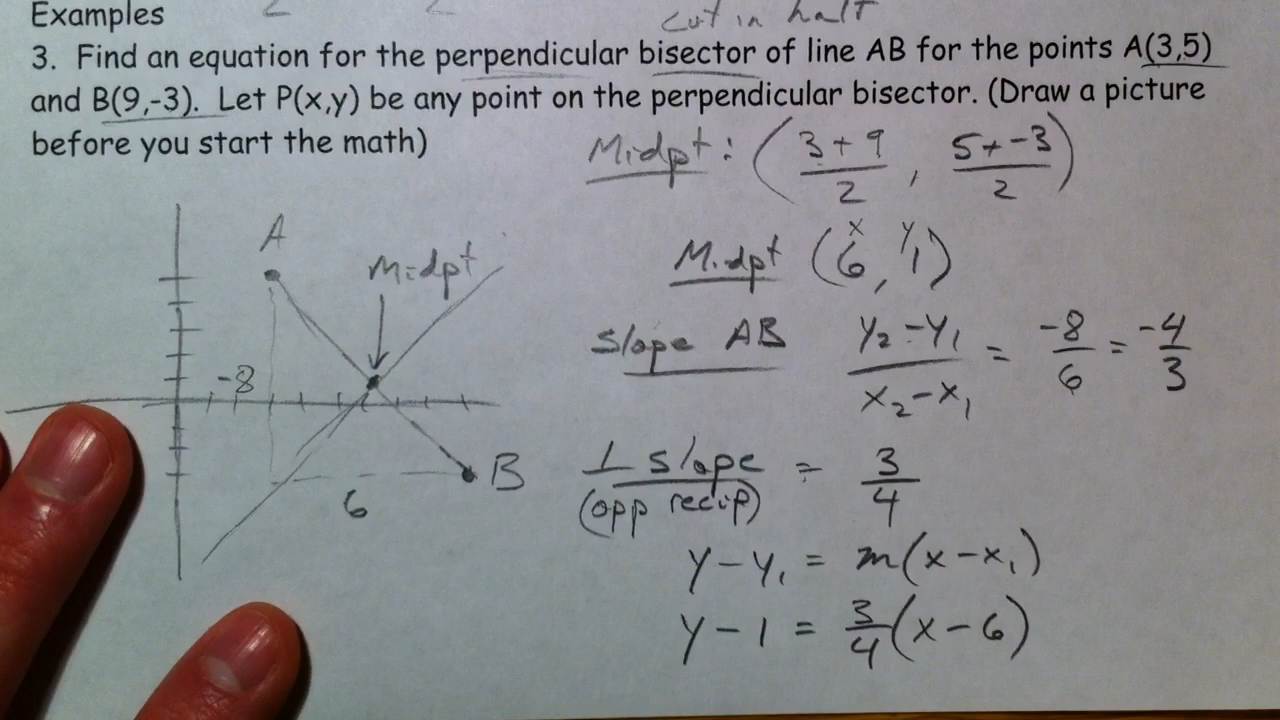 Examples
cut in half
3. Find an equation for the perpendicular bisector of line AB for the points A(3,5)
and B(9,-3). Let P(x,y) be any point on the perpendicular bisector. (Draw a picture
before you start the math)
Midpt: ( 3+9 / 2 , 5+-3 / 2 )
A
Midpt
x y
Midpt (6, 1)
Slope AB y₂-y₁ / x₂-x₁ = -8/6 = -4/3
-8
B
6
⊥ slope = 3/4
(opp recip)
y-y₁ = m(x-x₁)
y-1 = 3/4(x-6)